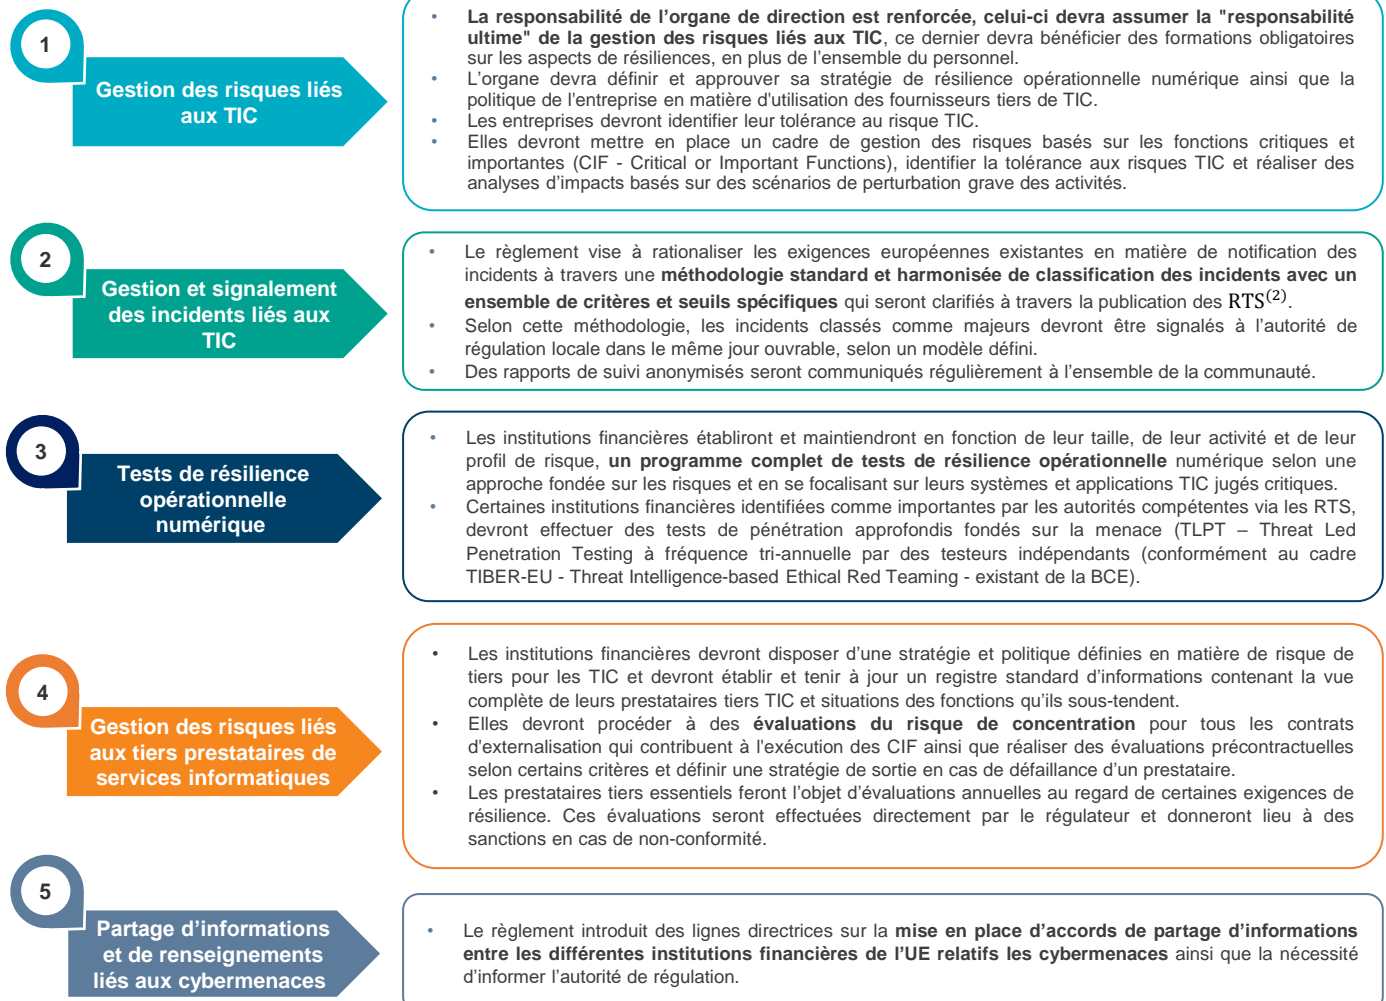 1
Gestion des risques liés
aux TIC
• La responsabilité de l’organe de direction est renforcée, celui-ci devra assumer la "responsabilité
ultime" de la gestion des risques liés aux TIC, ce dernier devra bénéficier des formations obligatoires
sur les aspects de résiliences, en plus de l’ensemble du personnel.
• L’organe devra définir et approuver sa stratégie de résilience opérationnelle numérique ainsi que la
politique de l'entreprise en matière d'utilisation des fournisseurs tiers de TIC.
• Les entreprises devront identifier leur tolérance au risque TIC.
• Elles devront mettre en place un cadre de gestion des risques basés sur les fonctions critiques et
importantes (CIF - Critical or Important Functions), identifier la tolérance aux risques TIC et réaliser des
analyses d’impacts basés sur des scénarios de perturbation grave des activités.
2
Gestion et signalement
des incidents liés aux
TIC
• Le règlement vise à rationaliser les exigences européennes existantes en matière de notification des
incidents à travers une méthodologie standard et harmonisée de classification des incidents avec un
ensemble de critères et seuils spécifiques qui seront clarifiés à travers la publication des RTS⁽²⁾.
• Selon cette méthodologie, les incidents classés comme majeurs devront être signalés à l’autorité de
régulation locale dans le même jour ouvrable, selon un modèle défini.
• Des rapports de suivi anonymisés seront communiqués régulièrement à l’ensemble de la communauté.
3
Tests de résilience
opérationnelle
numérique
• Les institutions financières établiront et maintiendront en fonction de leur taille, de leur activité et de leur
profil de risque, un programme complet de tests de résilience opérationnelle numérique selon une
approche fondée sur les risques et en se focalisant sur leurs systèmes et applications TIC jugés critiques.
• Certaines institutions financières identifiées comme importantes par les autorités compétentes via les RTS,
devront effectuer des tests de pénétration approfondis fondés sur la menace (TLPT – Threat Led
Penetration Testing à fréquence tri-annuelle par des testeurs indépendants (conformément au cadre
TIBER-EU - Threat Intelligence-based Ethical Red Teaming - existant de la BCE).
4
Gestion des risques liés
aux tiers prestataires de
services informatiques
• Les institutions financières devront disposer d’une stratégie et politique définies en matière de risque de
tiers pour les TIC et devront établir et tenir à jour un registre standard d’informations contenant la vue
complète de leurs prestataires tiers TIC et situations des fonctions qu’ils sous-tendent.
• Elles devront procéder à des évaluations du risque de concentration pour tous les contrats
d'externalisation qui contribuent à l'exécution des CIF ainsi que réaliser des évaluations précontractuelles
selon certains critères et définir une stratégie de sortie en cas de défaillance d’un prestataire.
• Les prestataires tiers essentiels feront l’objet d’évaluations annuelles au regard de certaines exigences de
résilience. Ces évaluations seront effectuées directement par le régulateur et donneront lieu à des
sanctions en cas de non-conformité.
5
Partage d’informations
et de renseignements
liés aux cybermenaces
• Le règlement introduit des lignes directrices sur la mise en place d’accords de partage d’informations
entre les différentes institutions financières de l’UE relatifs les cybermenaces ainsi que la nécessité
d’informer l’autorité de régulation.